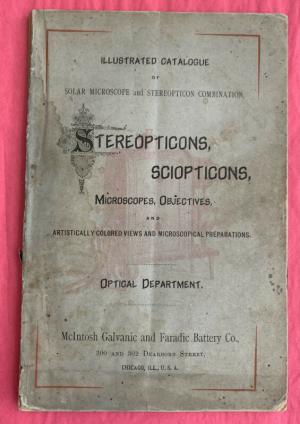 ILLUSTRATED CATALOGUE
OF
SOLAR MICROSCOPE and STEREOPTICON COMBINATION
STEREOPTICONS,
SCIOPTICONS,
MICROSCOPES, OBJECTIVES,
AND
ARTISTICALLY COLORED VIEWS AND MICROSCOPICAL PREPARATIONS.
OPTICAL DEPARTMENT.
McIntosh Galvanic and Faradic Battery Co.,
300 AND 302 DEARBORN STREET,
CHICAGO, ILL., U. S. A.